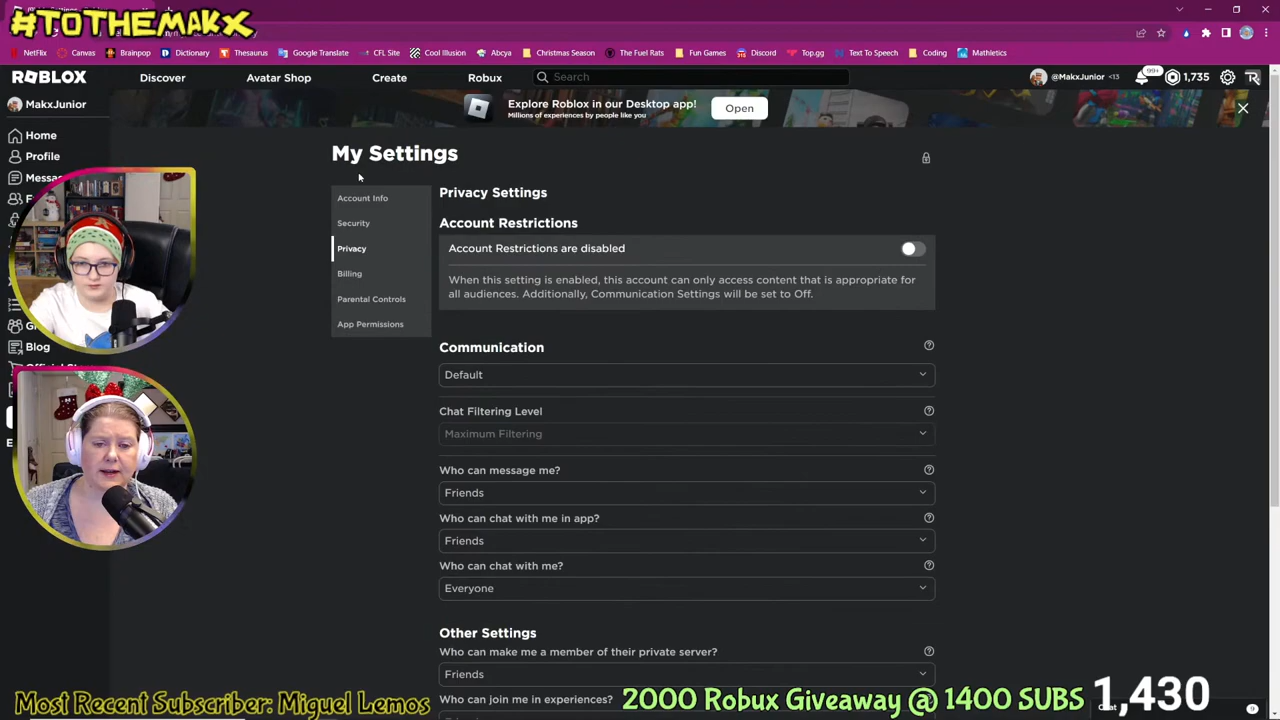 #TOTHEMAKX
NetFlix Canvas Brainpop Dictionary Thesaurus Google Translate CFL Site Cool Illusion Abcya Christmas Season The Fuel Rats Fun Games Discord Top.gg Text To Speech Coding Mathletics
ROBLOX Discover Avatar Shop Create Robux Search @MakxJunior <13 99+ 1,735
MakxJunior
Explore Roblox in our Desktop app!
Millions of experiences by people like you
Open
Home
Profile
Messa
Blog
My Settings
Account Info
Security
Privacy
Billing
Parental Controls
App Permissions
Privacy Settings
Account Restrictions
Account Restrictions are disabled
When this setting is enabled, this account can only access content that is appropriate
for all audiences. Additionally, Communication Settings will be set to Off.
Communication
Default
Chat Filtering Level
Maximum Filtering
Who can message me?
Friends
Who can chat with me in app?
Friends
Who can chat with me?
Everyone
Other Settings
Who can make me a member of their private server?
Friends
Who can join me in experiences?
Most Recent Subscriber: Miguel Lemos
2000 Robux Giveaway @ 1400 SUBS
1,430